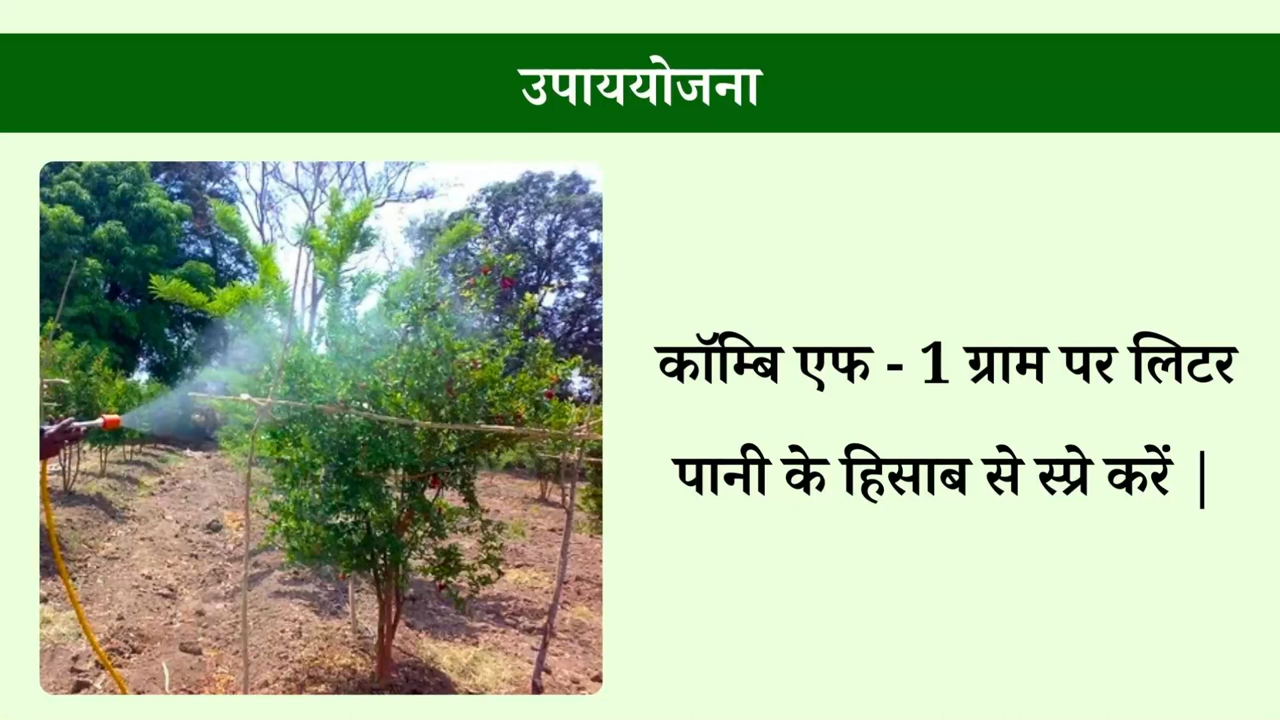 उपाययोजना
कॉम्बि एफ - 1 ग्राम पर लिटर
पानी के हिसाब से स्प्रे करें |